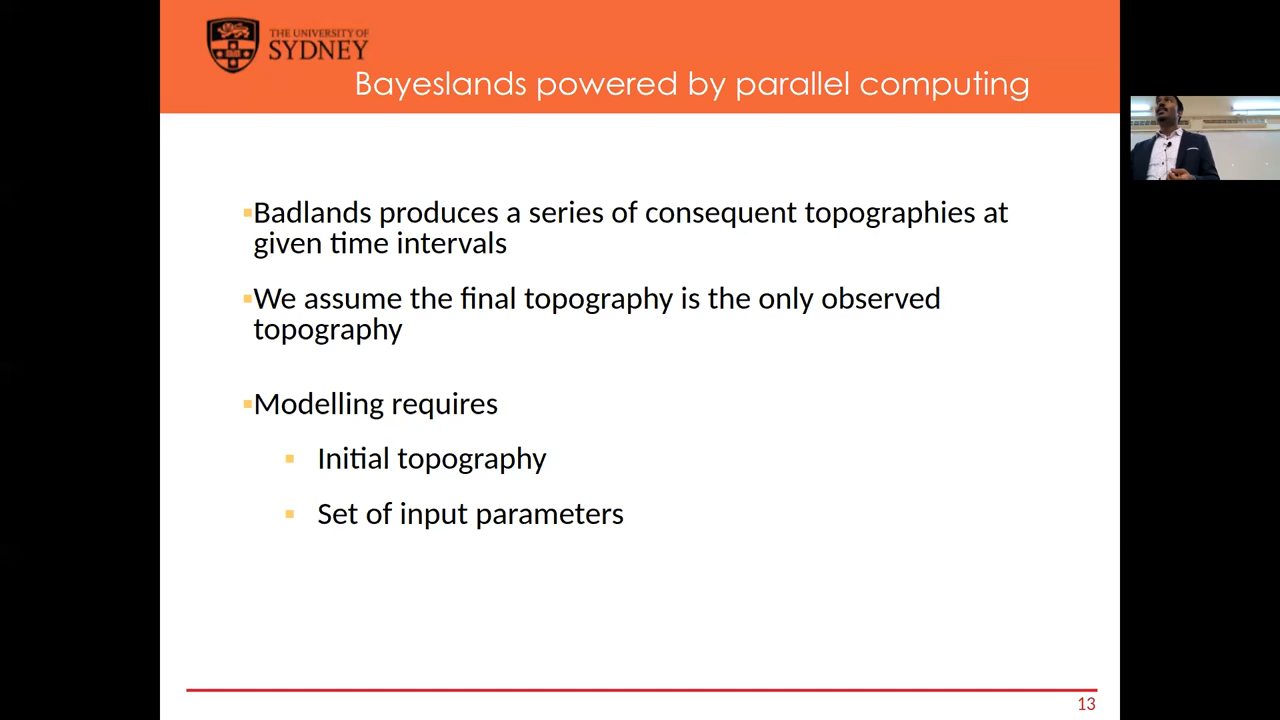 THE UNIVERSITY OF
SYDNEY
Bayeslands powered by parallel computing
Badlands produces a series of consequent topographies at
given time intervals
We assume the final topography is the only observed
topography
Modelling requires
Initial topography
Set of input parameters
13